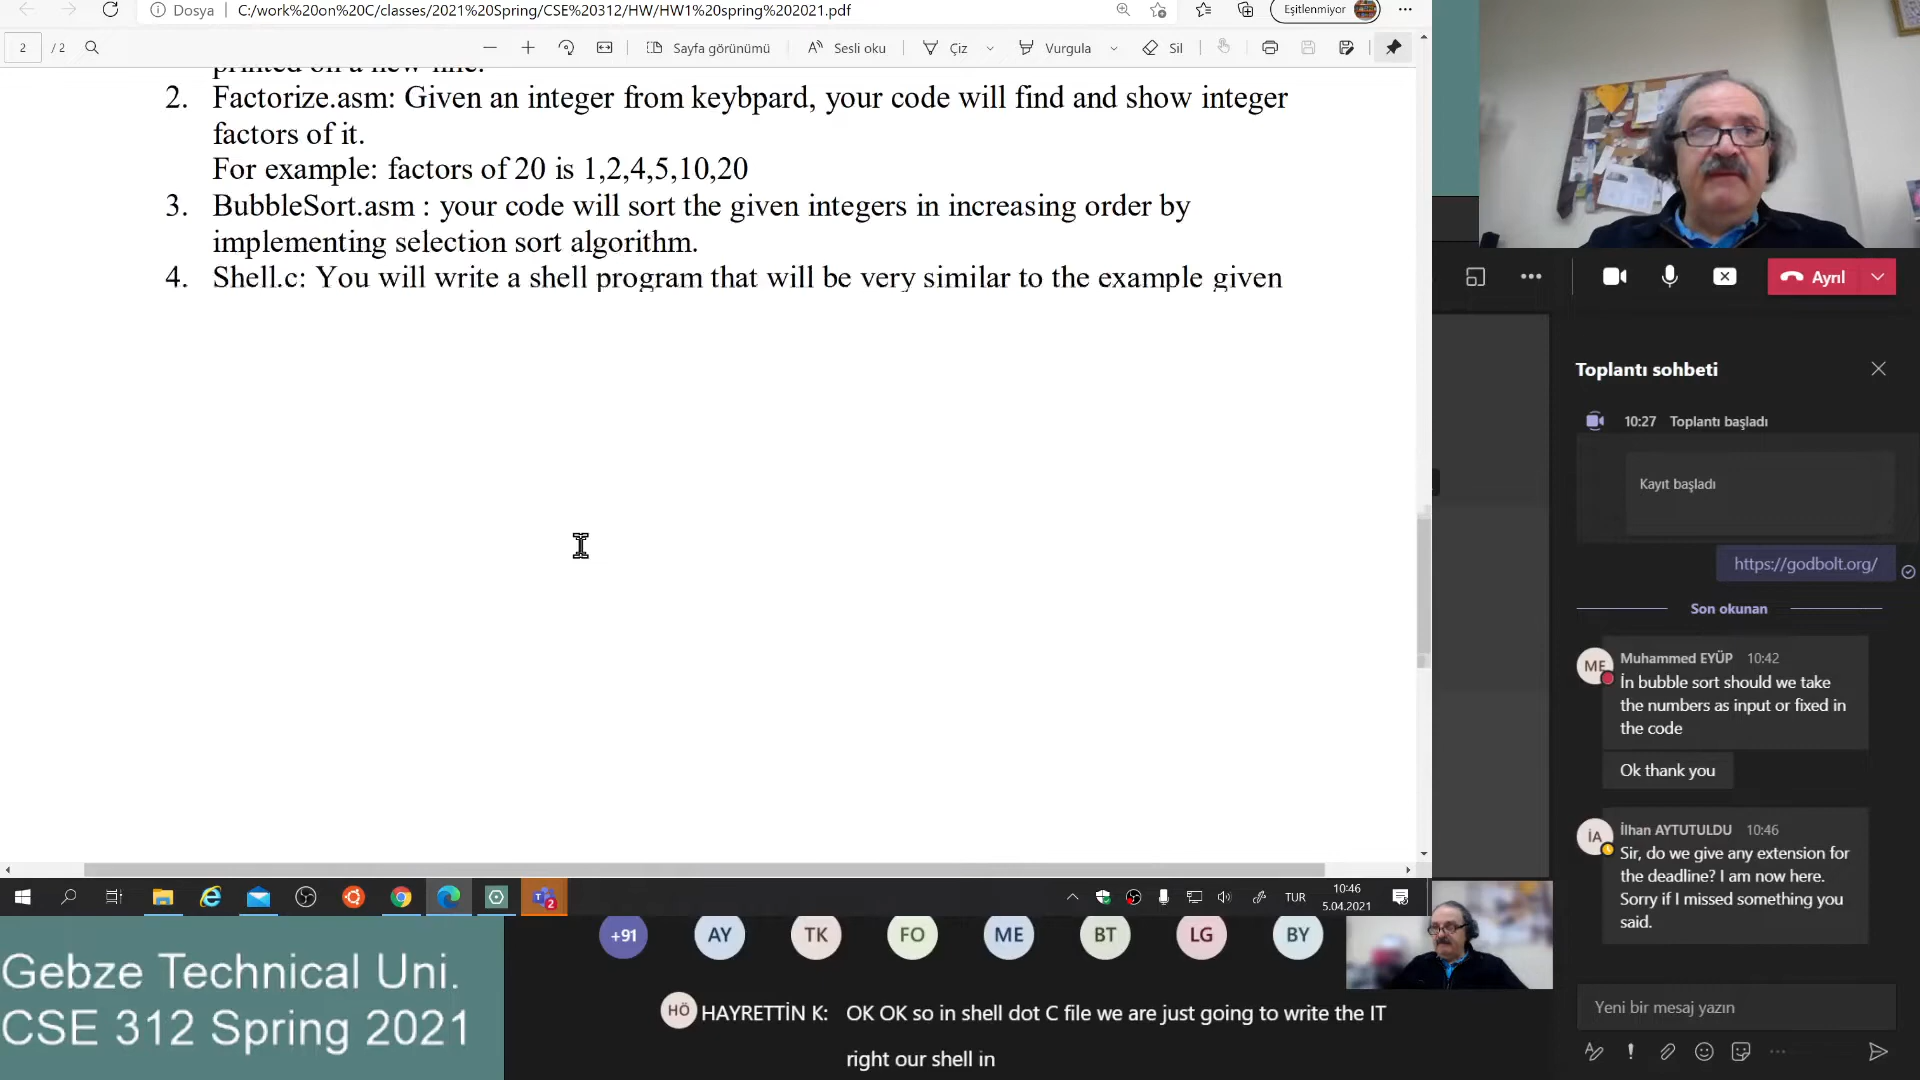 Dosya
C:/work%20on%20C/classes/2021%20Spring/CSE%20312/HW/HW1%20spring%202021.pdf
Eşitlenmiyor
2 / 2
Sayfa görünümü
Sesli oku
Çiz
Vurgula
Sil
printed on a new line.
2. Factorize.asm: Given an integer from keybpard, your code will find and show integer
factors of it.
For example: factors of 20 is 1,2,4,5,10,20
3. BubbleSort.asm : your code will sort the given integers in increasing order by
implementing selection sort algorithm.
4. Shell.c: You will write a shell program that will be very similar to the example given
Ayrıl
Toplantı sohbeti
10:27 Toplantı başladı
Kayıt başladı
https://godbolt.org/
Son okunan
ME
Muhammed EYÜP 10:42
İn bubble sort should we take
the numbers as input or fixed in
the code
Ok thank you
İA
İlhan AYTUTULDU 10:46
Sir, do we give any extension for
the deadline? I am now here.
Sorry if I missed something you
said.
Yeni bir mesaj yazın
2
TUR
10:46
5.04.2021
+91
AY
TK
FO
ME
BT
LG
BY
Gebze Technical Uni.
CSE 312 Spring 2021
HÖ
HAYRETTİN K: OK OK so in shell dot C file we are just going to write the IT
right our shell in